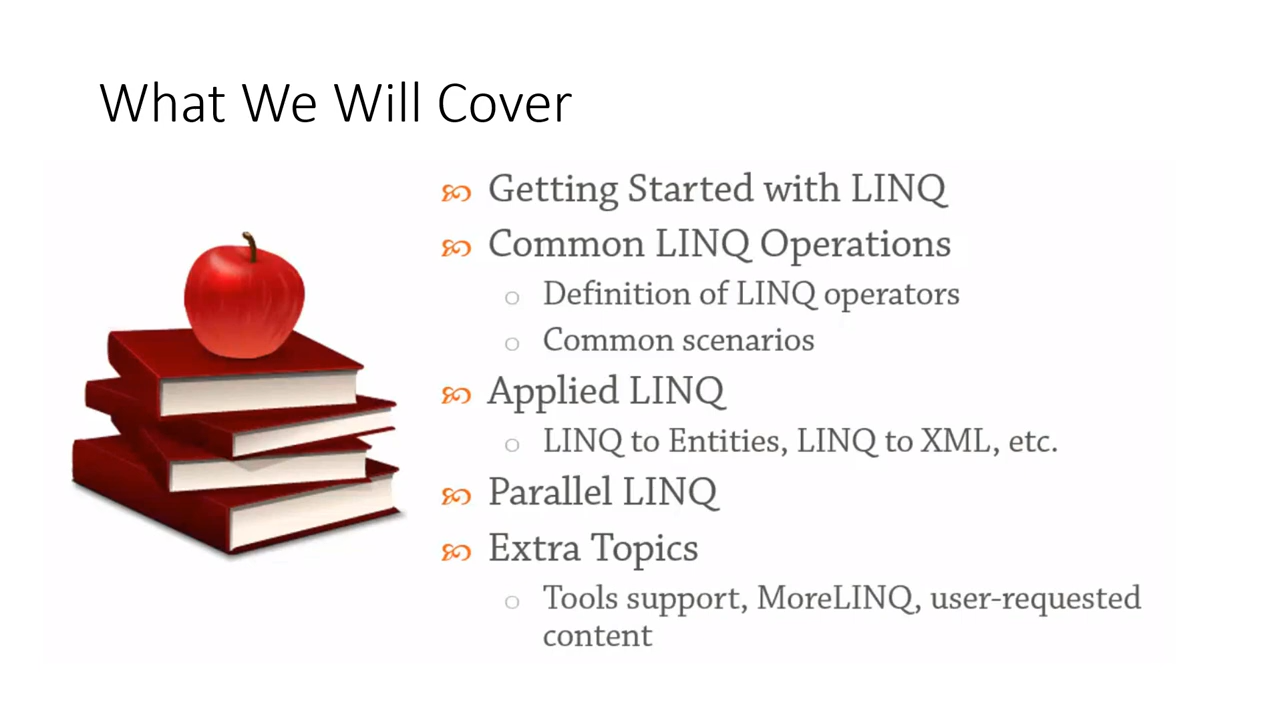 What We Will Cover
Getting Started with LINQ
Common LINQ Operations
Definition of LINQ operators
Common scenarios
Applied LINQ
LINQ to Entities, LINQ to XML, etc.
Parallel LINQ
Extra Topics
Tools support, MoreLINQ, user-requested
content